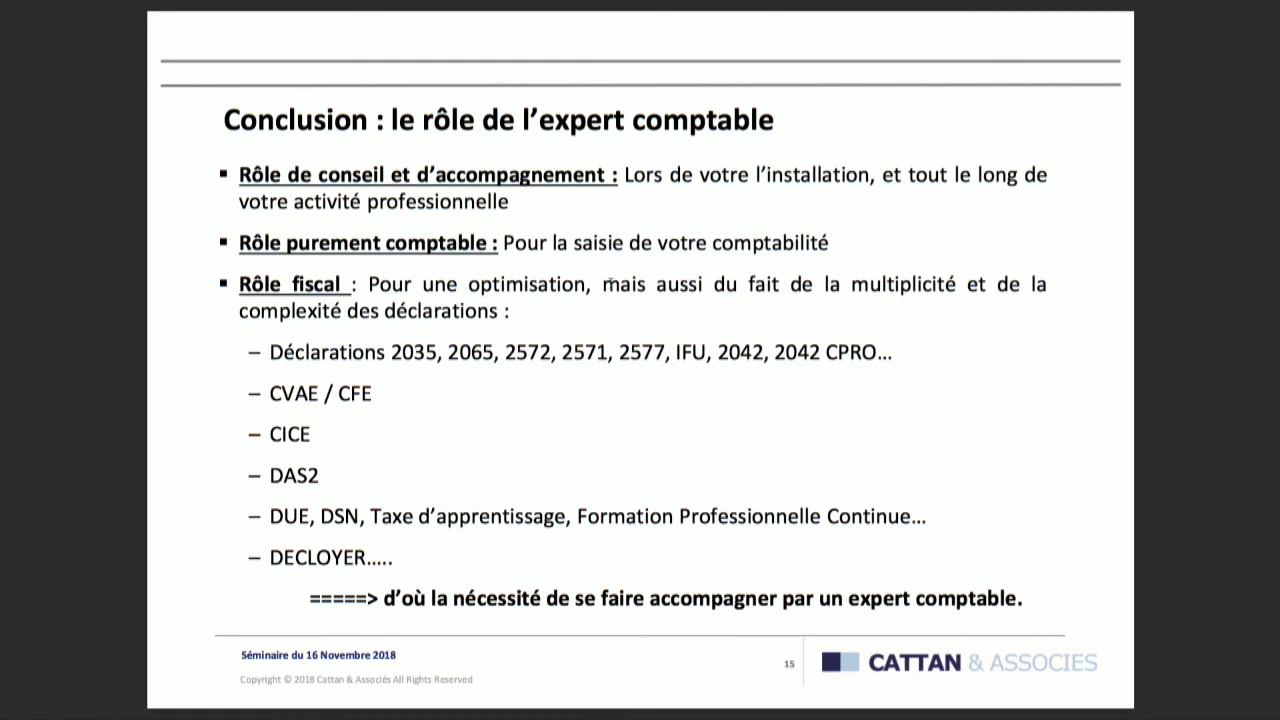 Conclusion : le rôle de l’expert comptable
▪ Rôle de conseil et d’accompagnement : Lors de votre l’installation, et tout le long de
votre activité professionnelle
▪ Rôle purement comptable : Pour la saisie de votre comptabilité
▪ Rôle fiscal : Pour une optimisation, mais aussi du fait de la multiplicité et de la
complexité des déclarations :
– Déclarations 2035, 2065, 2572, 2571, 2577, IFU, 2042, 2042 CPRO…
– CVAE / CFE
– CICE
– DAS2
– DUE, DSN, Taxe d’apprentissage, Formation Professionnelle Continue…
– DECLOYER…..
=====> d’où la nécessité de se faire accompagner par un expert comptable.
Séminaire du 16 Novembre 2018
Copyright © 2018 Cattan & Associés All Rights Reserved
15
CATTAN & ASSOCIES